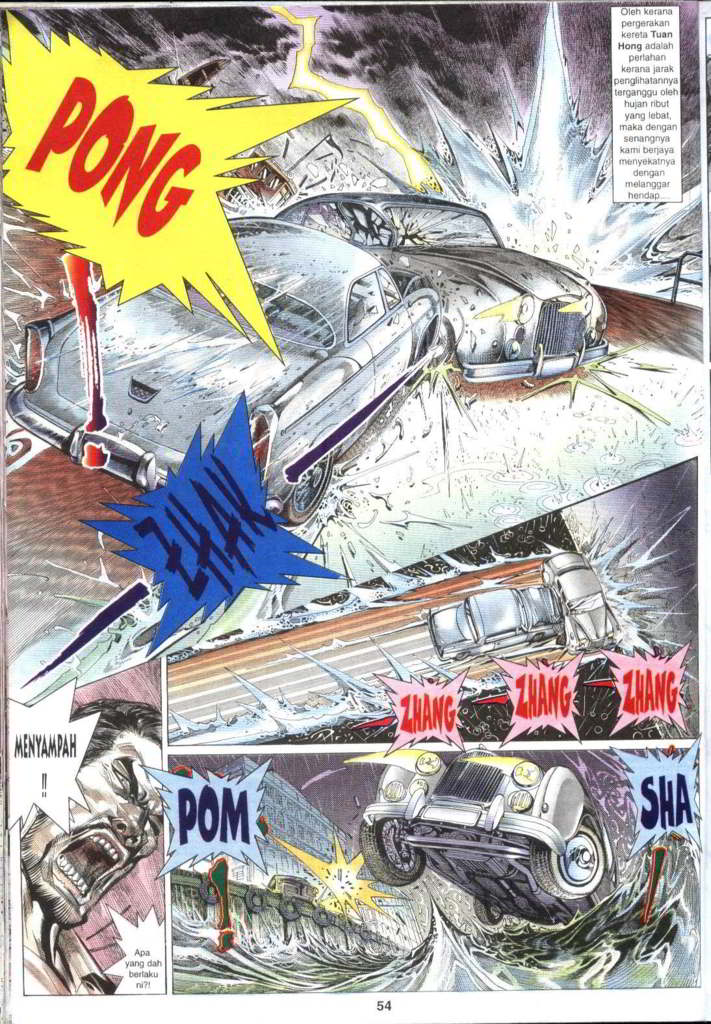 Oleh kerana
pergerakan
kereta Tuan
Hong adalah
perlahan
kerana jarak
penglihatannya
terganggu oleh
hujan ribut
yang lebat,
maka dengan
senangnya
kami berjaya
menyekatnya
dengan
melanggar
hendap....
PONG
!
ZHAK
!
ZHANG
ZHANG
ZHANG
MENYAMPAH
!!
Apa
yang dah
berlaku
ni?!
POM
!
SHA
!
54